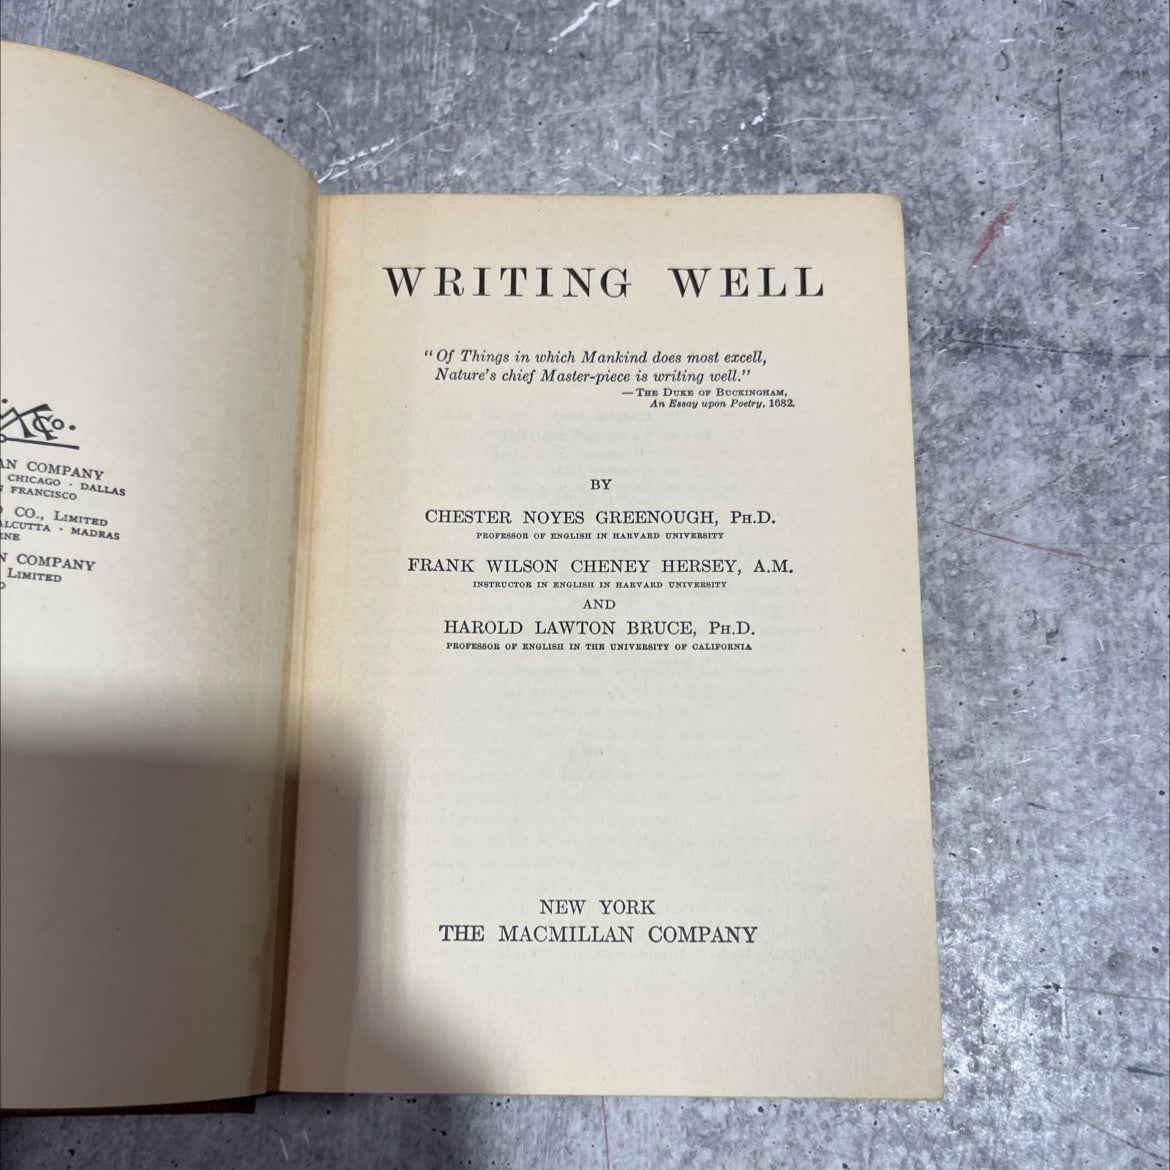 Co.
COMPANY
CHICAGO · DALLAS
FRANCISCO
CO., LIMITED
· MADRAS
COMPANY
LIMITED
WRITING WELL
“Of Things in which Mankind does most excell,
Nature’s chief Master-piece is writing well.”
—THE DUKE OF BUCKINGHAM,
An Essay upon Poetry, 1682.
BY
CHESTER NOYES GREENOUGH, PH.D.
PROFESSOR OF ENGLISH IN HARVARD UNIVERSITY
FRANK WILSON CHENEY HERSEY, A.M.
INSTRUCTOR IN ENGLISH IN HARVARD UNIVERSITY
AND
HAROLD LAWTON BRUCE, PH.D.
PROFESSOR OF ENGLISH IN THE UNIVERSITY OF CALIFORNIA
NEW YORK
THE MACMILLAN COMPANY